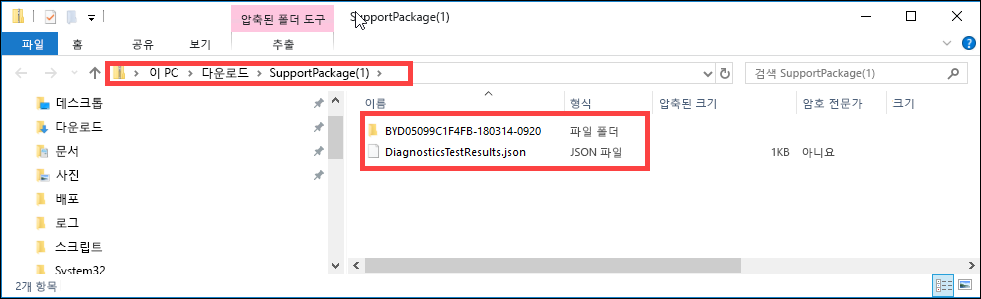 압축된 폴더 도구 SupportPackage(1)
파일 홈 공유 보기 추출
이 PC 다운로드 SupportPackage(1) 검색 SupportPackage(1)
이름 형식 압축된 크기 암호 전문가 크기
데스크톱
다운로드
문서
사진
배포
로그
스크립트
System32
BYD05099C1F4FB-180314-0920 파일 폴더
DiagnosticsTestResults.json JSON 파일 1KB 아니요
2개 항목